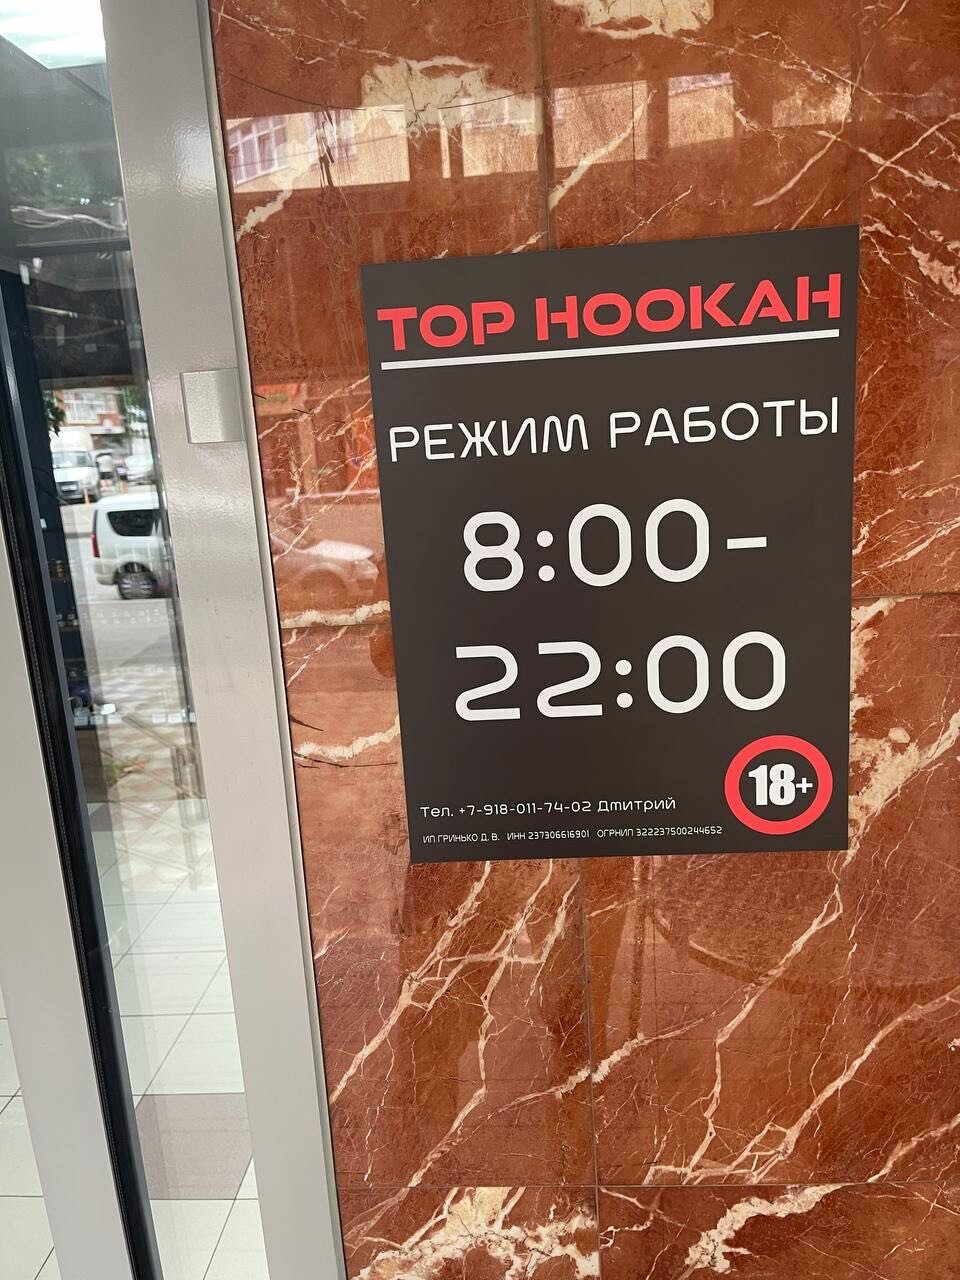 TOP HOOKAH
РЕЖИМ РАБОТЫ
8:00-
22:00
18+
Тел. +7-918-011-74-02 Дмитрий
ИП ГРИНЬКО Д. В. ИНН 237306616901 ОГРНИП 322237500244652